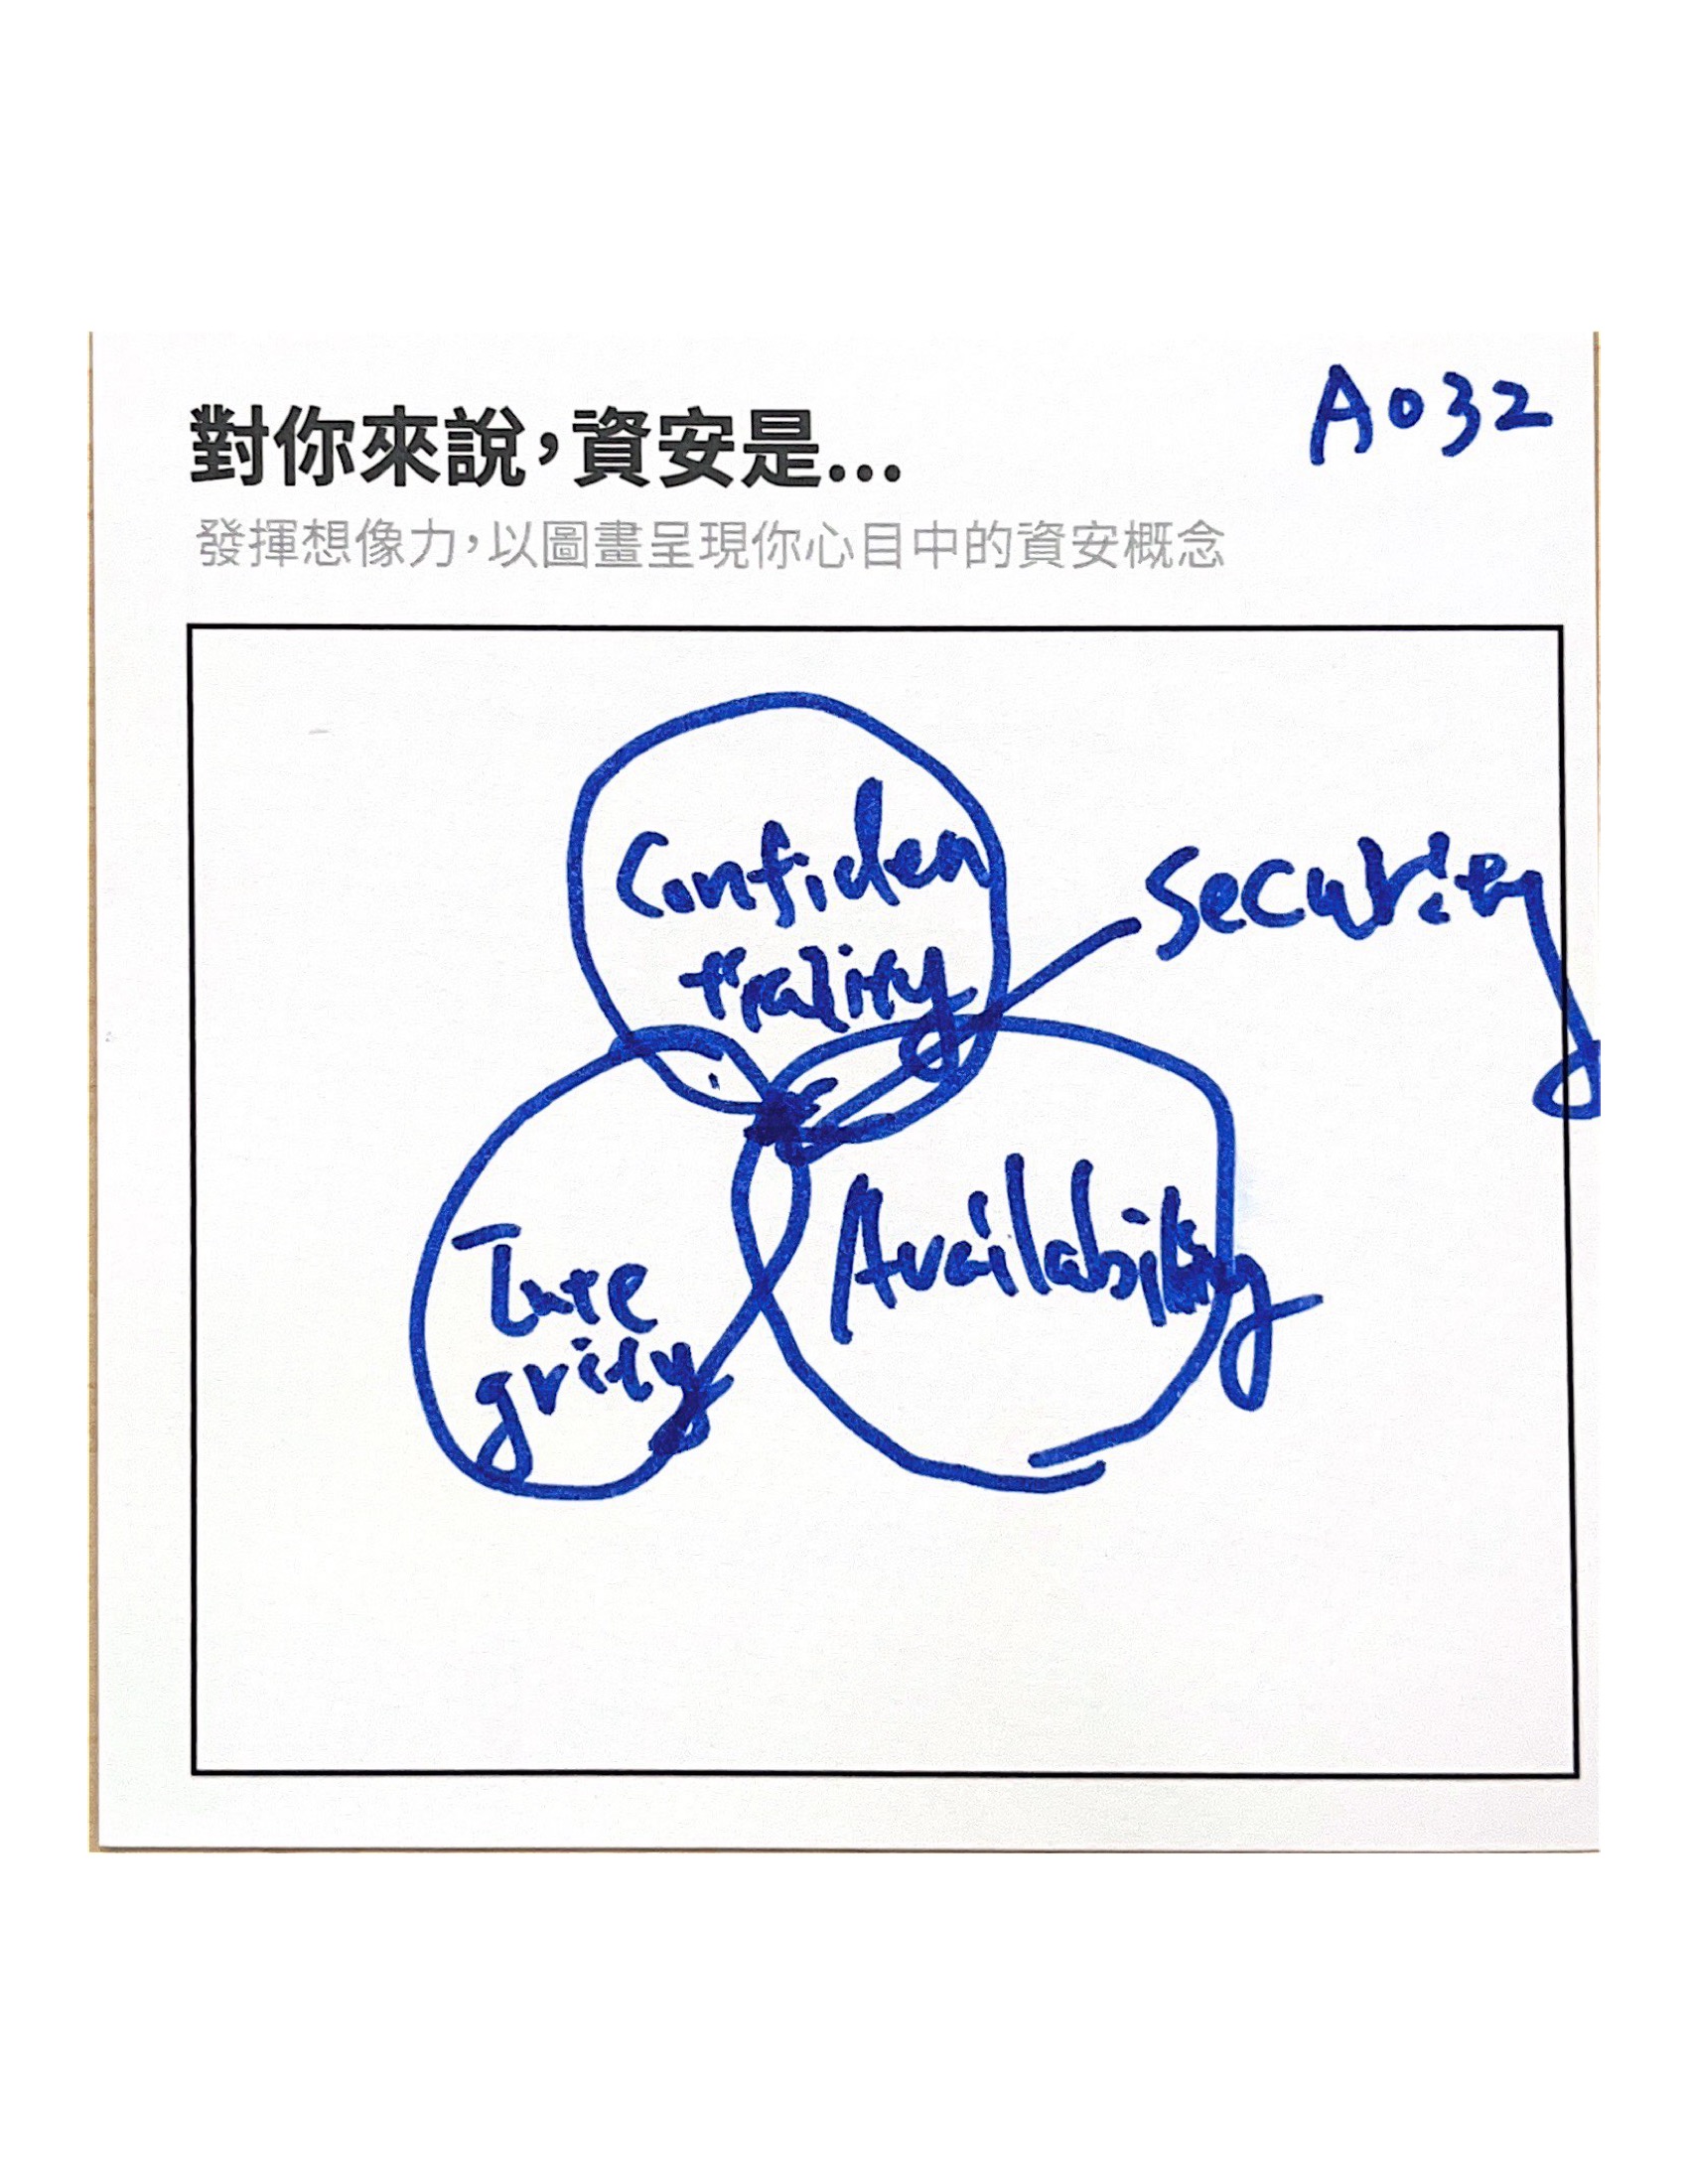 A032
對你來說，資安是...
發揮想像力，以圖畫呈現你心目中的資安概念
Confiden
tiality
Security
Inte
grity
Availability